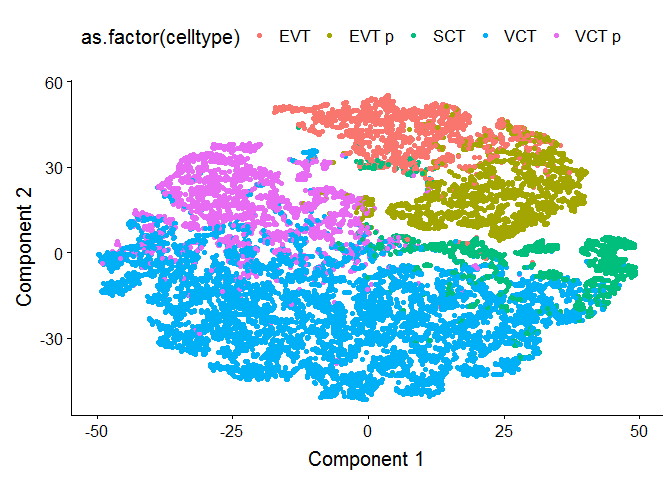 as.factor(celltype) EVT EVT p SCT VCT VCT p
60
30
0
-30
Component 2
-50 -25 0 25 50
Component 1